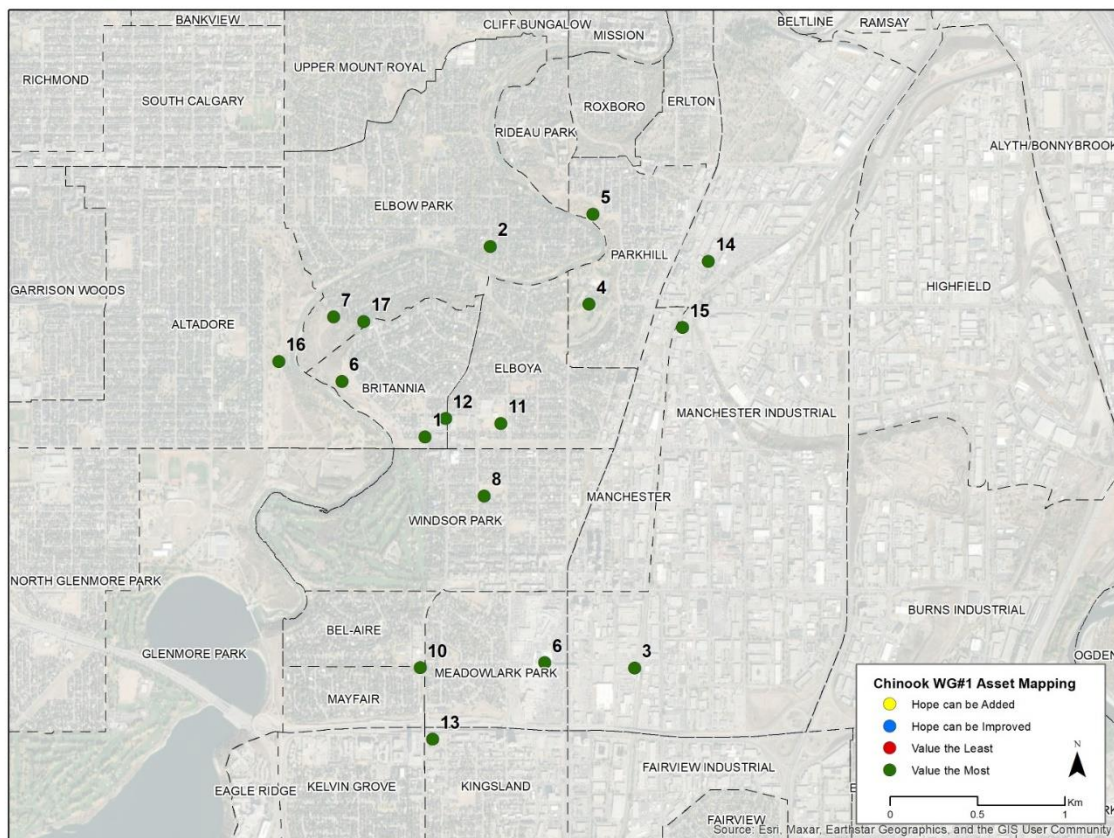 BANKVIEW
CLIFF BUNGALOW
MISSION
BELTLINE
RAMSAY
RICHMOND
UPPER MOUNT ROYAL
SOUTH CALGARY
ROXBORO
ERLTON
RIDEAU PARK
ALYTH/BONNYBROOK
ELBOW PARK
5
2
PARKHILL
14
GARRISON WOODS
ALTADORE
7
17
4
15
HIGHFIELD
16
6
BRITANNIA
ELBOYA
12
11
1
MANCHESTER INDUSTRIAL
8
MANCHESTER
WINDSOR PARK
NORTH GLENMORE PARK
BEL-AIRE
BURNS INDUSTRIAL
GLENMORE PARK
10
6
3
MEADOWLARK PARK
OGDEN
MAYFAIR
13
EAGLE RIDGE
KELVIN GROVE
KINGSLAND
FAIRVIEW INDUSTRIAL
FAIRVIEW
Chinook WG#1 Asset Mapping
Hope can be Added
Hope can be Improved
Value the Least
Value the Most
N
0 0.5 1
Km
Source: Esri, Maxar, Earthstar Geographics, and the GIS User Community